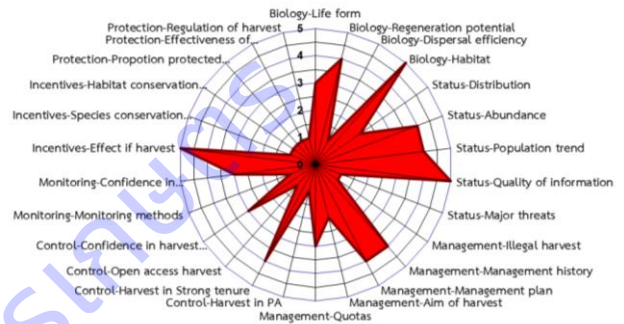 Biology-Life form
Protection-Regulation of harvest
Biology-Regeneration potential
Protection-Effectiveness of...
Biology-Dispersal efficiency
Protection-Propotion protected...
Biology-Habitat
Incentives-Habitat conservation...
Status-Distribution
Incentives-Species conservation...
Status-Abundance
Incentives-Effect if harvest
Status-Population trend
Monitoring-Confidence in...
Status-Quality of information
Monitoring-Monitoring methods
Status-Major threats
Control-Confidence in harvest...
Management-Illegal harvest
Control-Open access harvest
Management-Management history
Control-Harvest in Strong tenure
Management-Management plan
Control-Harvest in PA
Management-Aim of harvest
Management-Quotas
5
4
3
2
1
0